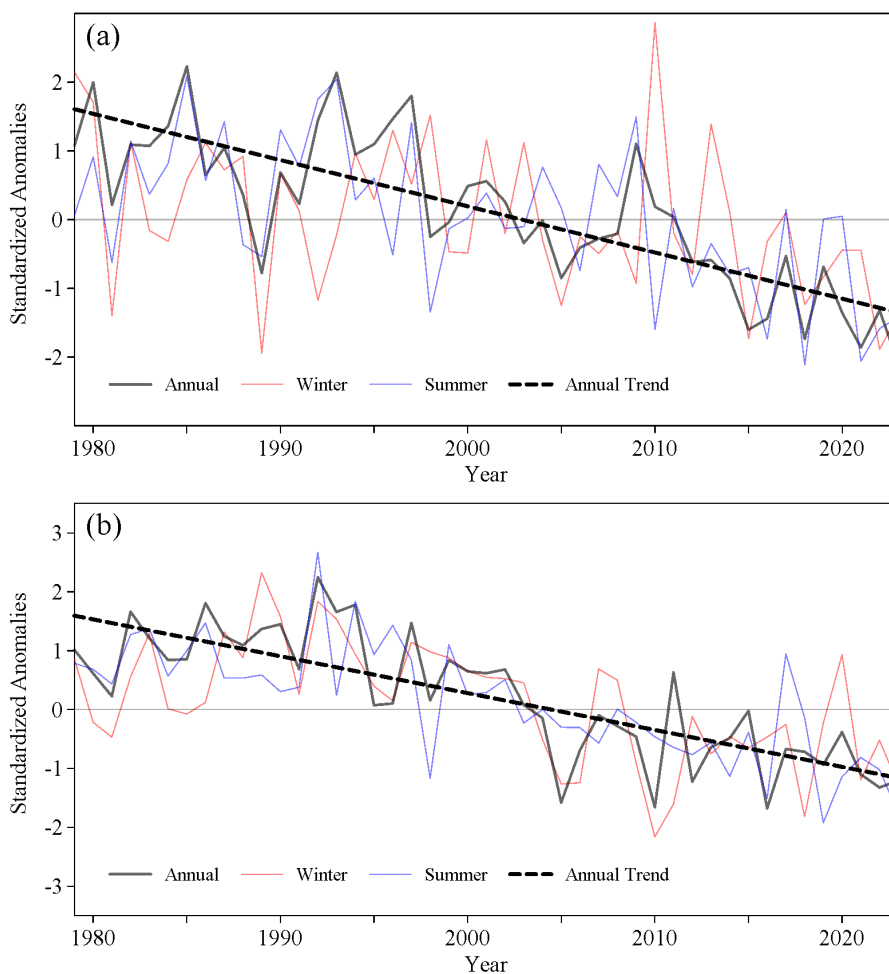 (a)
2
1
0
-1
-2
Standardized Anomalies
Annual Winter Summer Annual Trend
1980 1990 2000 2010 2020
Year
(b)
3
2
1
0
-1
-2
-3
Standardized Anomalies
Annual Winter Summer Annual Trend
1980 1990 2000 2010 2020
Year